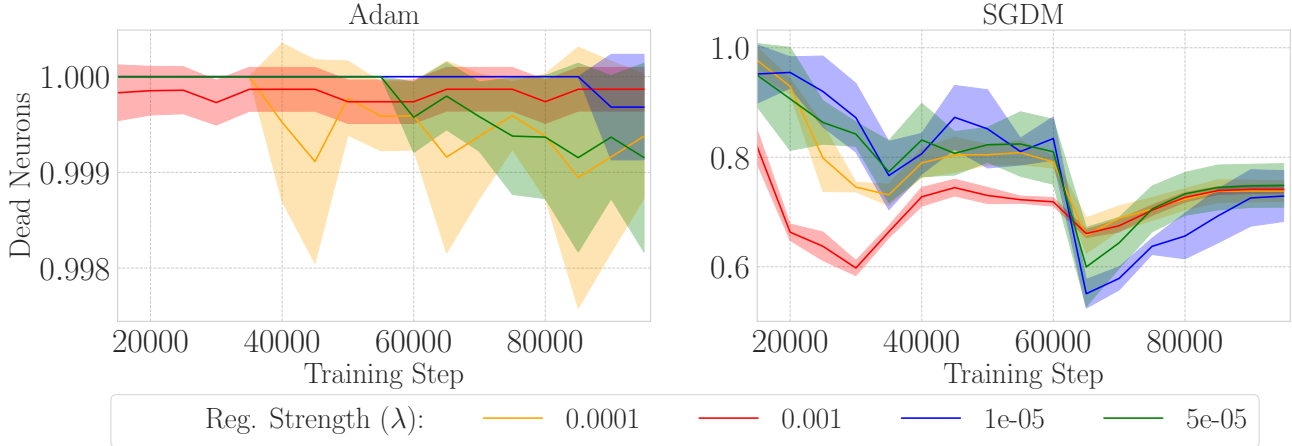 Adam
SGDM
Dead Neurons
1.000
0.999
0.998
1.0
0.8
0.6
20000 40000 60000 80000
20000 40000 60000 80000
Training Step
Training Step
Reg. Strength (λ): 0.0001 0.001 1e-05 5e-05